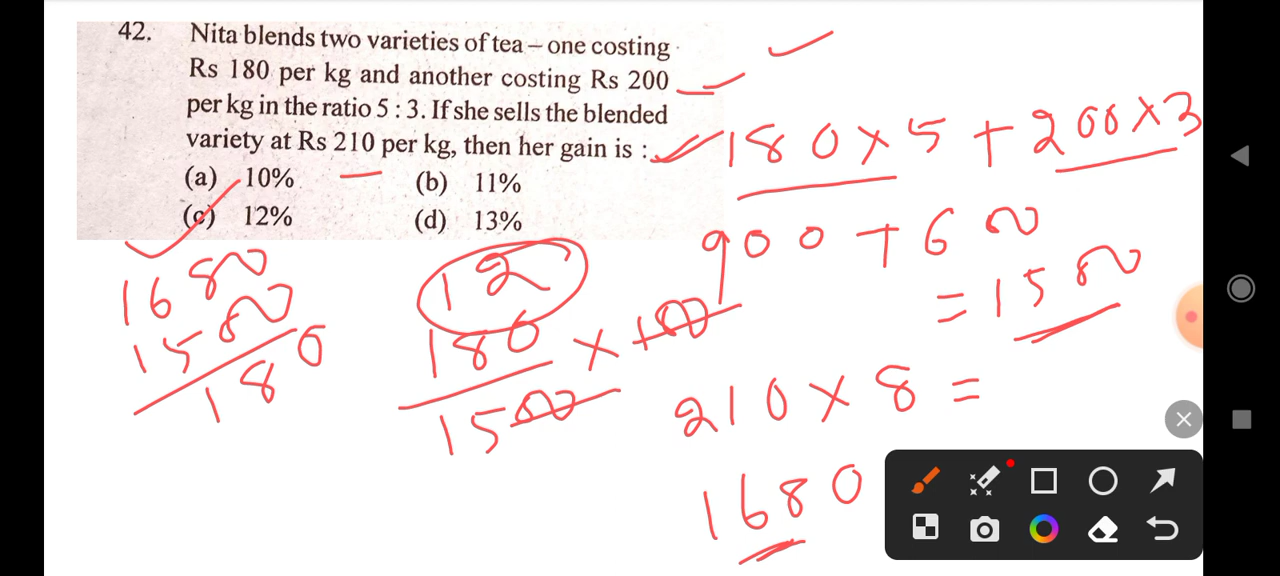 42. Nita blends two varieties of tea – one costing
Rs 180 per kg and another costing Rs 200
per kg in the ratio 5 : 3. If she sells the blended
variety at Rs 210 per kg, then her gain is :
(a) 10% (b) 11%
(c) 12% (d) 13%
180 × 5 + 200 × 3
900 + 600
= 1500
210 × 8 =
1680
1680
1500
180
12
180 × 100
1500